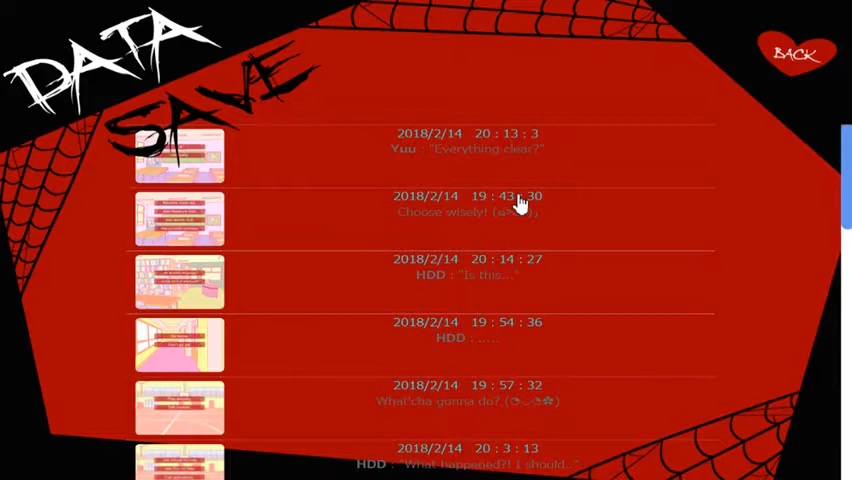 DATA
SAVE
BACK
2018/2/14 20 : 13 : 3
Yuu : "Everything clear?"
2018/2/14 19 : 43 : 30
Choose wisely!
2018/2/14 20 : 14 : 27
HDD : "Is this..."
2018/2/14 19 : 54 : 36
HDD : .....
2018/2/14 19 : 57 : 32
What'cha gonna do? (◔◡◔✿)
2018/2/14 20 : 3 : 13
HDD : "What happened?! I should.."